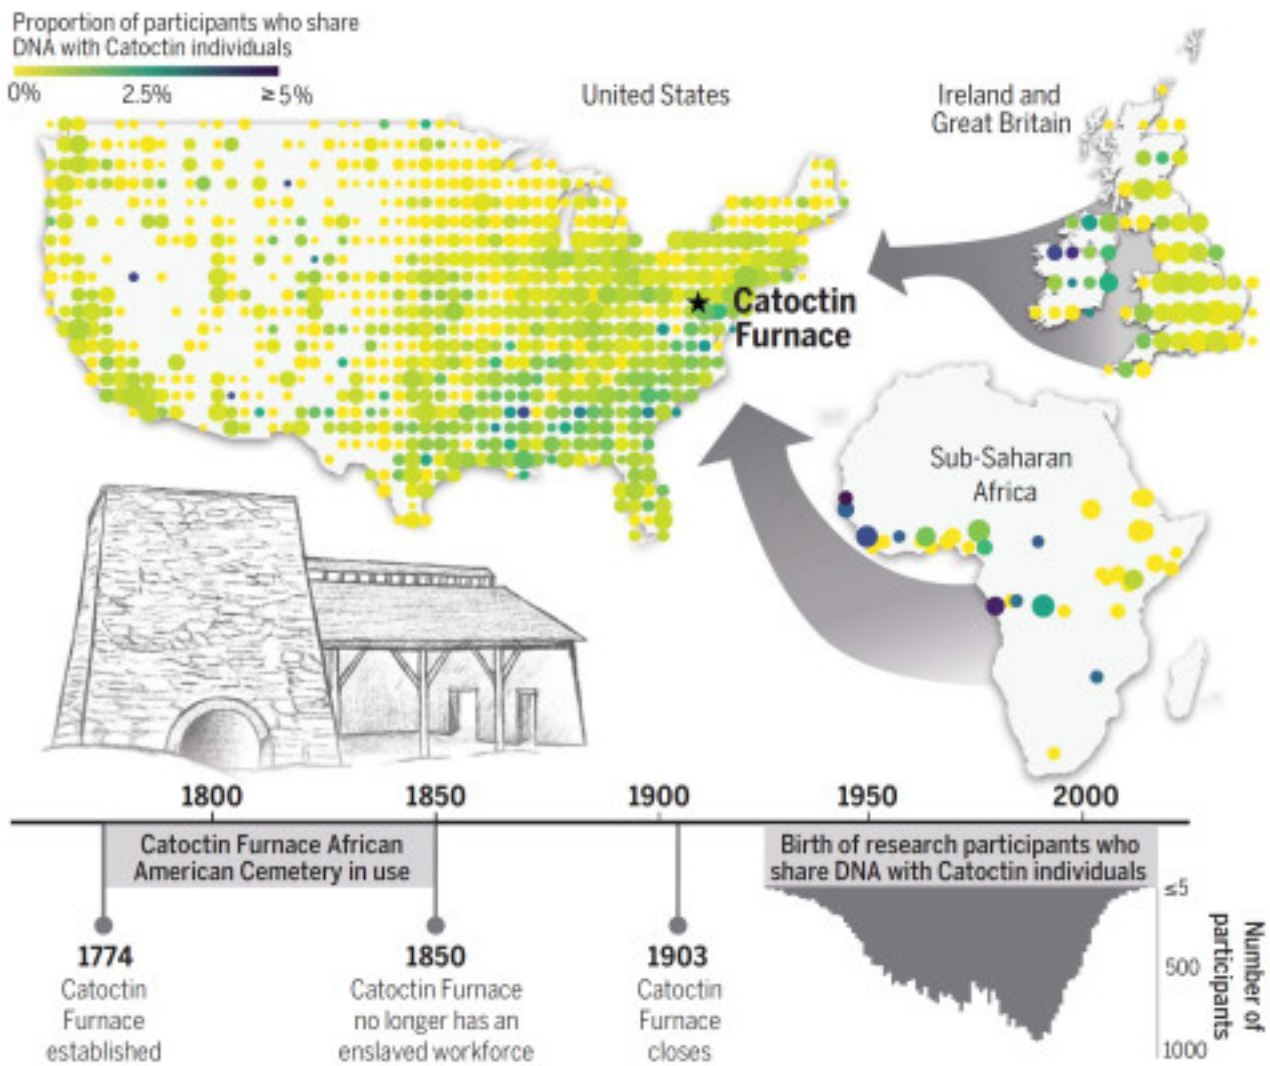 Proportion of participants who share
DNA with Catoctin individuals
0%
2.5%
≥5%
United States
Ireland and
Great Britain
Catoctin
Furnace
Sub-Saharan
Africa
1800
1850
1900
1950
2000
Catoctin Furnace African
American Cemetery in use
Birth of research participants who
share DNA with Catoctin individuals
≤5
500
1000
Number of
participants
1774
Catoctin
Furnace
established
1850
Catoctin Furnace
no longer has an
enslaved workforce
1903
Catoctin
Furnace
closes